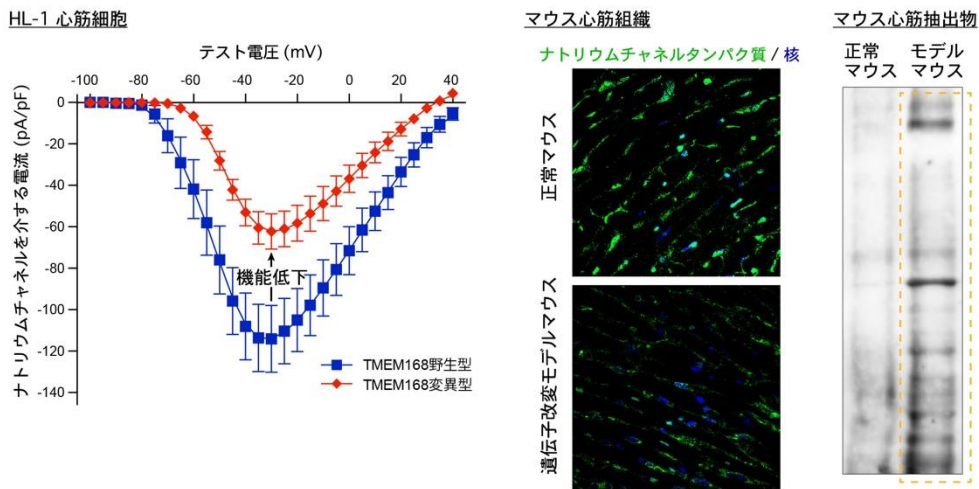 HL-1 心筋細胞
テスト電圧 (mV)
-100 -80 -60 -40 -20 0 20 40
0
-20
-40
-60
-80
-100
-120
-140
ナトリウムチャネルを介する電流 (pA/pF)
機能低下
TMEM168野生型
TMEM168変異型
マウス心筋組織
ナトリウムチャネルタンパク質 / 核
正常マウス
遺伝子改変モデルマウス
マウス心筋抽出物
正常
マウス
モデル
マウス